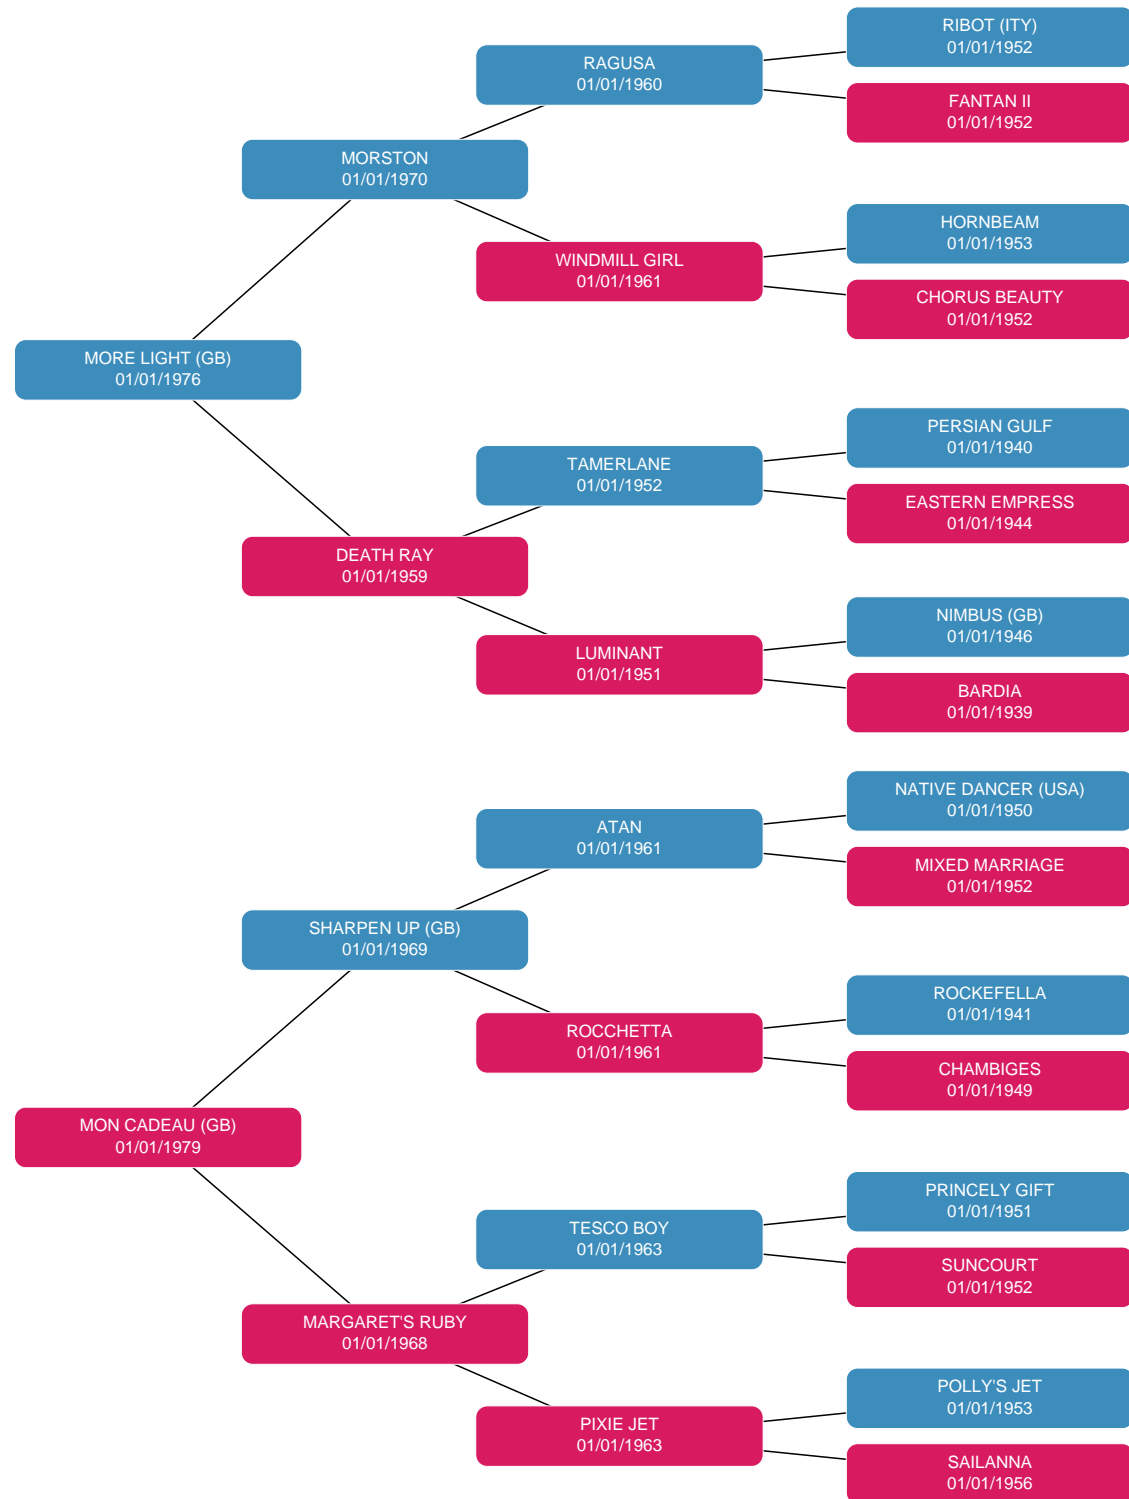 RIBOT (ITY)
01/01/1952
RAGUSA
01/01/1960
FANTAN II
01/01/1952
MORSTON
01/01/1970
HORNBEAM
01/01/1953
WINDMILL GIRL
01/01/1961
CHORUS BEAUTY
01/01/1952
MORE LIGHT (GB)
01/01/1976
PERSIAN GULF
01/01/1940
TAMERLANE
01/01/1952
EASTERN EMPRESS
01/01/1944
DEATH RAY
01/01/1959
NIMBUS (GB)
01/01/1946
LUMINANT
01/01/1951
BARDIA
01/01/1939
NATIVE DANCER (USA)
01/01/1950
ATAN
01/01/1961
MIXED MARRIAGE
01/01/1952
SHARPEN UP (GB)
01/01/1969
ROCKEFELLA
01/01/1941
ROCCHETTA
01/01/1961
CHAMBIGES
01/01/1949
MON CADEAU (GB)
01/01/1979
PRINCELY GIFT
01/01/1951
TESCO BOY
01/01/1963
SUNCOURT
01/01/1952
MARGARET'S RUBY
01/01/1968
POLLY'S JET
01/01/1953
PIXIE JET
01/01/1963
SAILANNA
01/01/1956